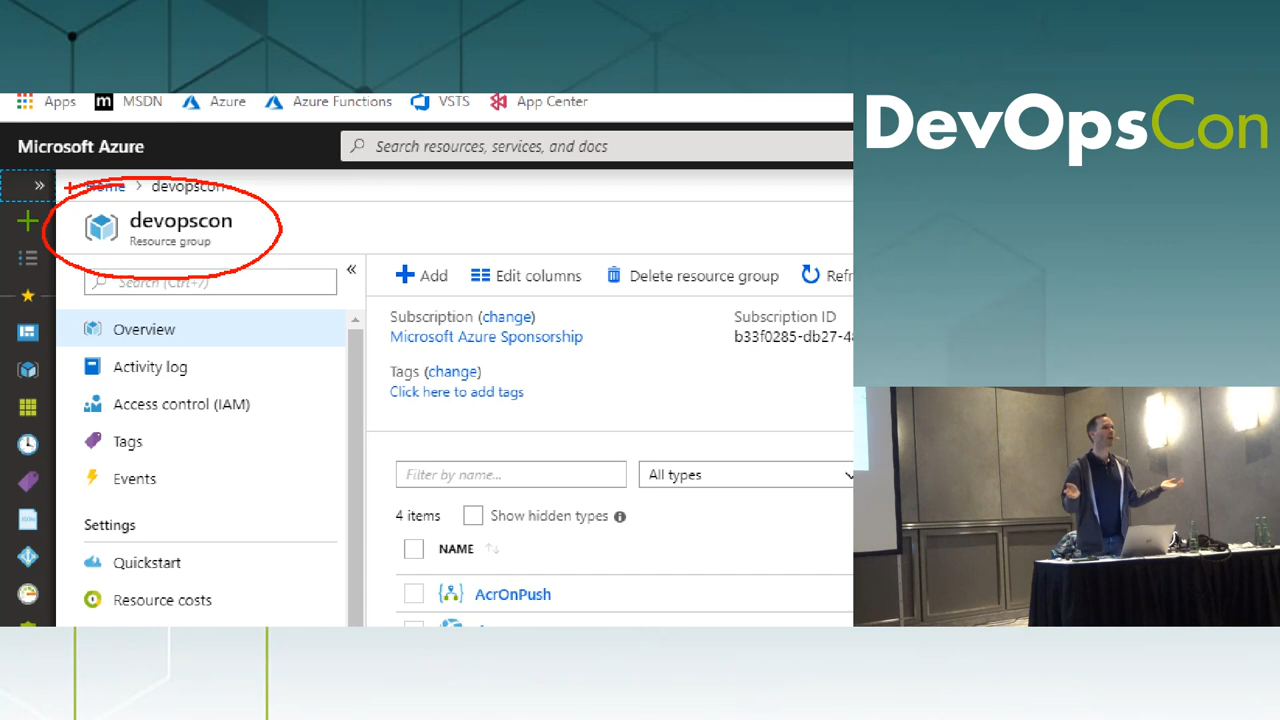 Apps MSDN Azure Azure Functions VSTS App Center
DevOpsCon
Microsoft Azure
Search resources, services, and docs
Home > devopscon
devopscon
Resource group
Search (Ctrl+/)
Add Edit columns Delete resource group
Overview
Activity log
Access control (IAM)
Tags
Events
Settings
Quickstart
Resource costs
Subscription (change)
Microsoft Azure Sponsorship
Subscription ID
Tags (change)
Click here to add tags
Filter by name...
All types
4 items Show hidden types
NAME
AcrOnPush